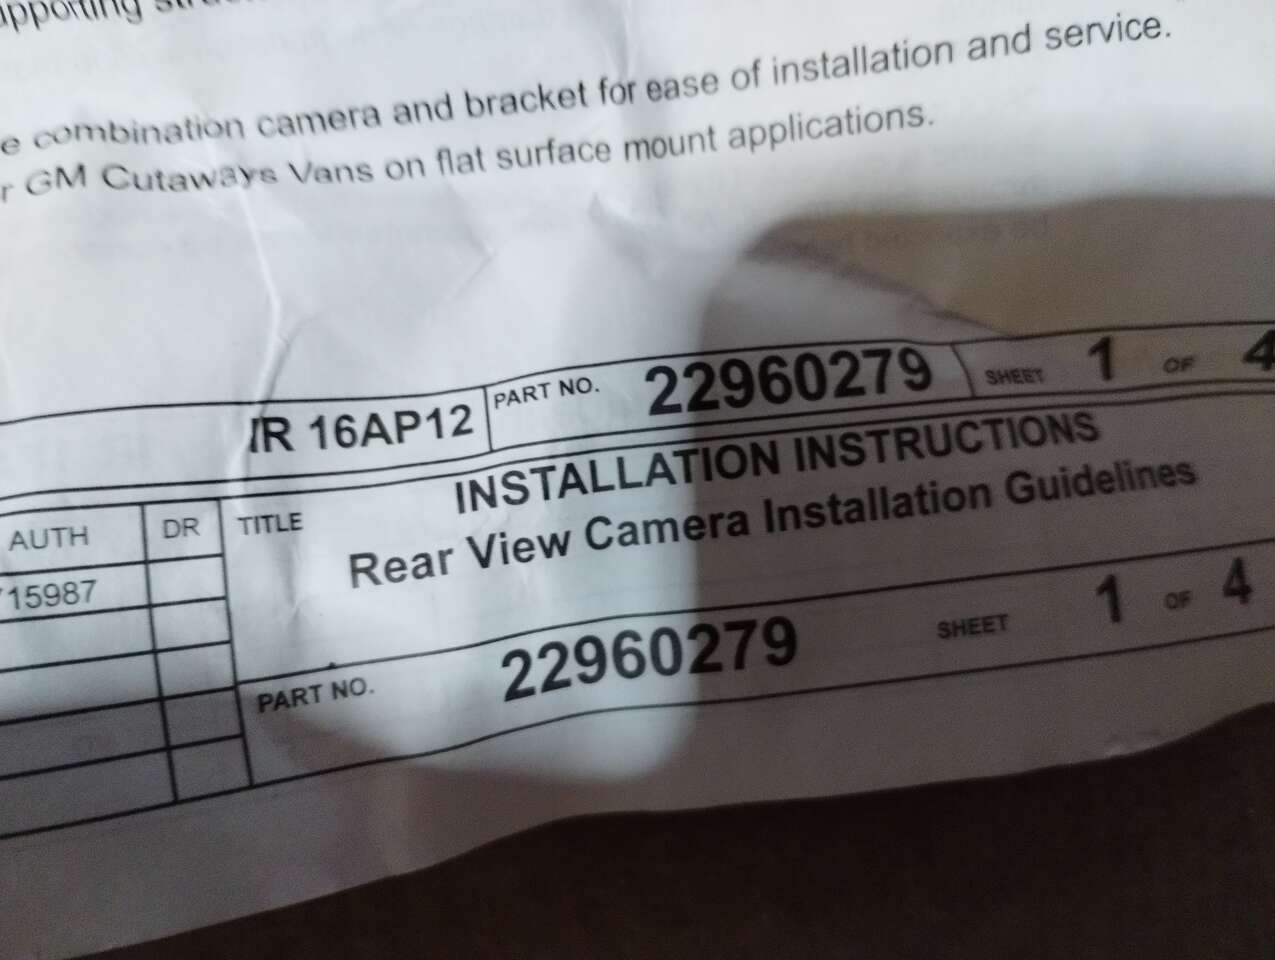 upporting
e combination camera and bracket for ease of installation and service.
r GM Cutaways Vans on flat surface mount applications.
IR 16AP12 PART NO. 22960279 SHEET 1 OF 4
AUTH DR TITLE INSTALLATION INSTRUCTIONS
Rear View Camera Installation Guidelines
15987
PART NO. 22960279 SHEET 1 OF 4